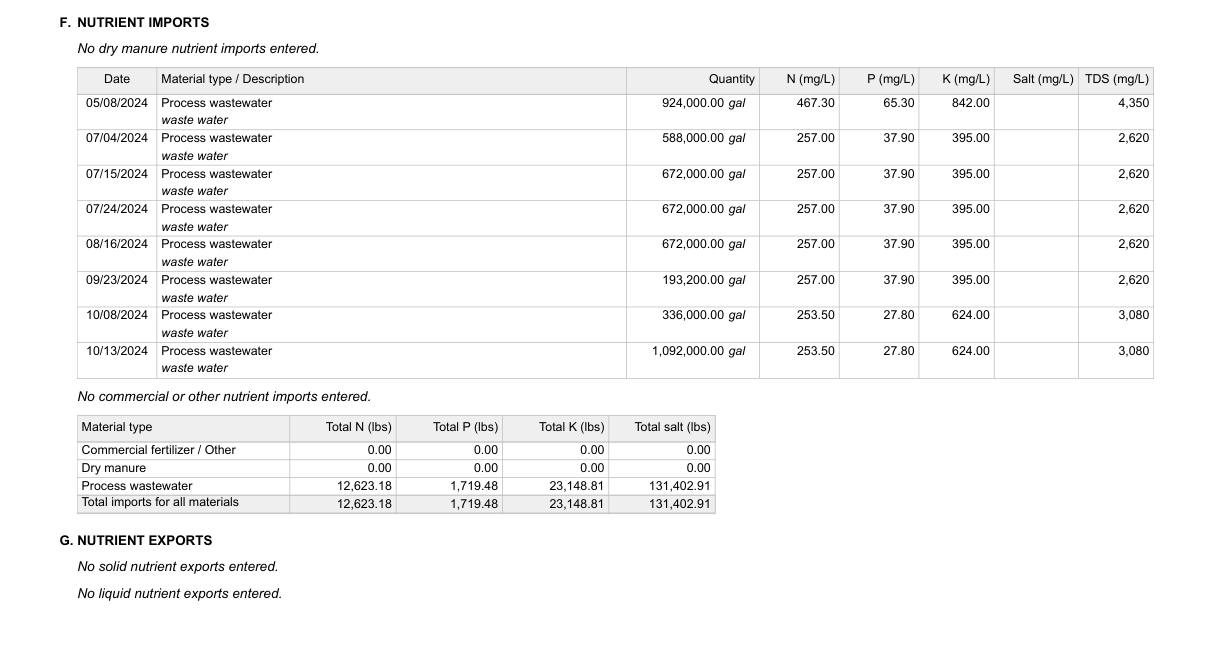 F. NUTRIENT IMPORTS
No dry manure nutrient imports entered.
Date Material type / Description Quantity N (mg/L) P (mg/L) K (mg/L) Salt (mg/L) TDS (mg/L)
05/08/2024 Process wastewater 924,000.00 gal 467.30 65.30 842.00 4,350
waste water
07/04/2024 Process wastewater 588,000.00 gal 257.00 37.90 395.00 2,620
waste water
07/15/2024 Process wastewater 672,000.00 gal 257.00 37.90 395.00 2,620
waste water
07/24/2024 Process wastewater 672,000.00 gal 257.00 37.90 395.00 2,620
waste water
08/16/2024 Process wastewater 672,000.00 gal 257.00 37.90 395.00 2,620
waste water
09/23/2024 Process wastewater 193,200.00 gal 257.00 37.90 395.00 2,620
waste water
10/08/2024 Process wastewater 336,000.00 gal 253.50 27.80 624.00 3,080
waste water
10/13/2024 Process wastewater 1,092,000.00 gal 253.50 27.80 624.00 3,080
waste water
No commercial or other nutrient imports entered.
Material type Total N (lbs) Total P (lbs) Total K (lbs) Total salt (lbs)
Commercial fertilizer / Other 0.00 0.00 0.00 0.00
Dry manure 0.00 0.00 0.00 0.00
Process wastewater 12,623.18 1,719.48 23,148.81 131,402.91
Total imports for all materials 12,623.18 1,719.48 23,148.81 131,402.91
G. NUTRIENT EXPORTS
No solid nutrient exports entered.
No liquid nutrient exports entered.